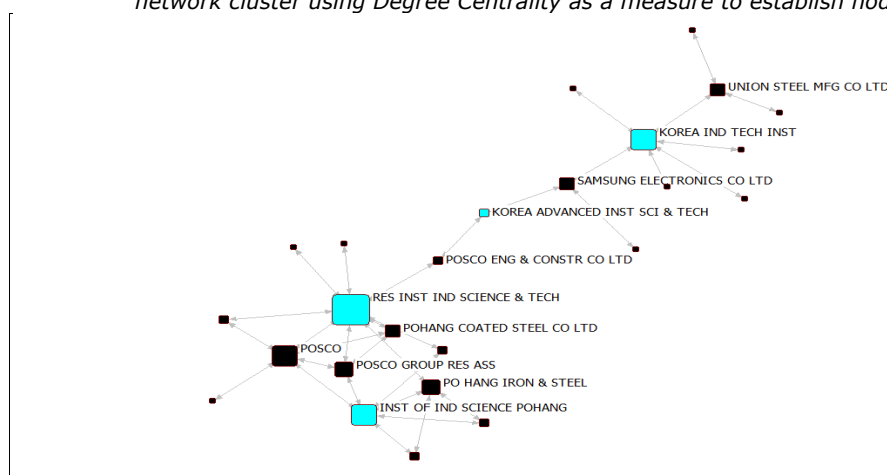 network cluster using Degree Centrality as a measure to establish
UNION STEEL MFG CO LTD
KOREA IND TECH INST
SAMSUNG ELECTRONICS CO LTD
KOREA ADVANCED INST SCI & TECH
POSCO ENG & CONSTR CO LTD
RES INST IND SCIENCE & TECH
POHANG COATED STEEL CO LTD
POSCO
POSCO GROUP RES ASS
PO HANG IRON & STEEL
INST OF IND SCIENCE POHANG